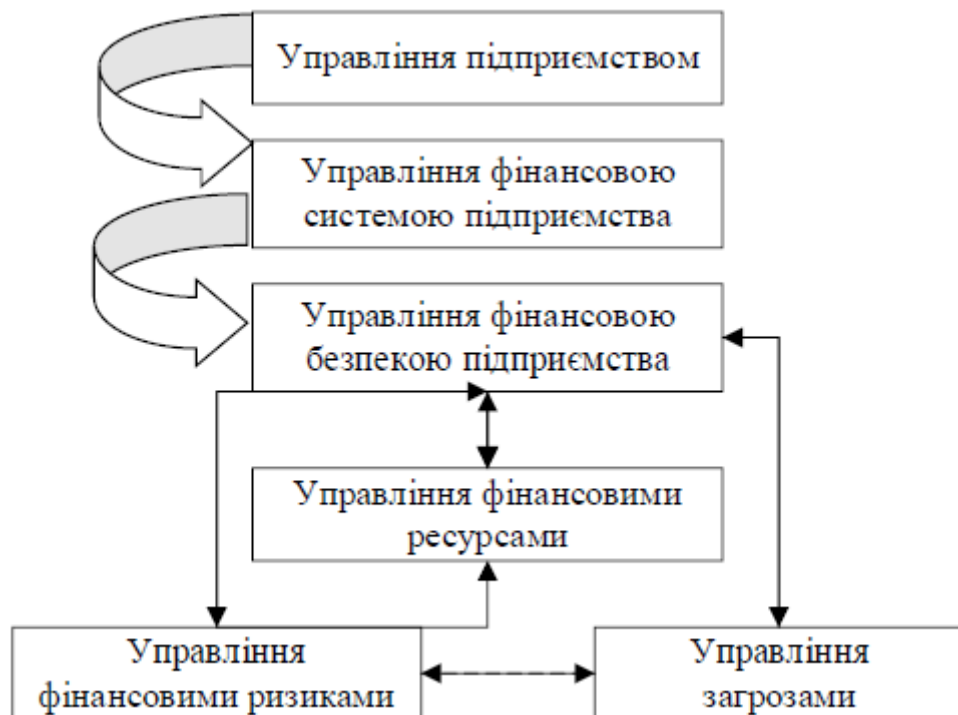 Управління підприємством
Управління фінансовою
системою підприємства
Управління фінансовою
безпекою підприємства
Управління фінансовими
ресурсами
Управління
фінансовими ризиками
Управління
загрозами